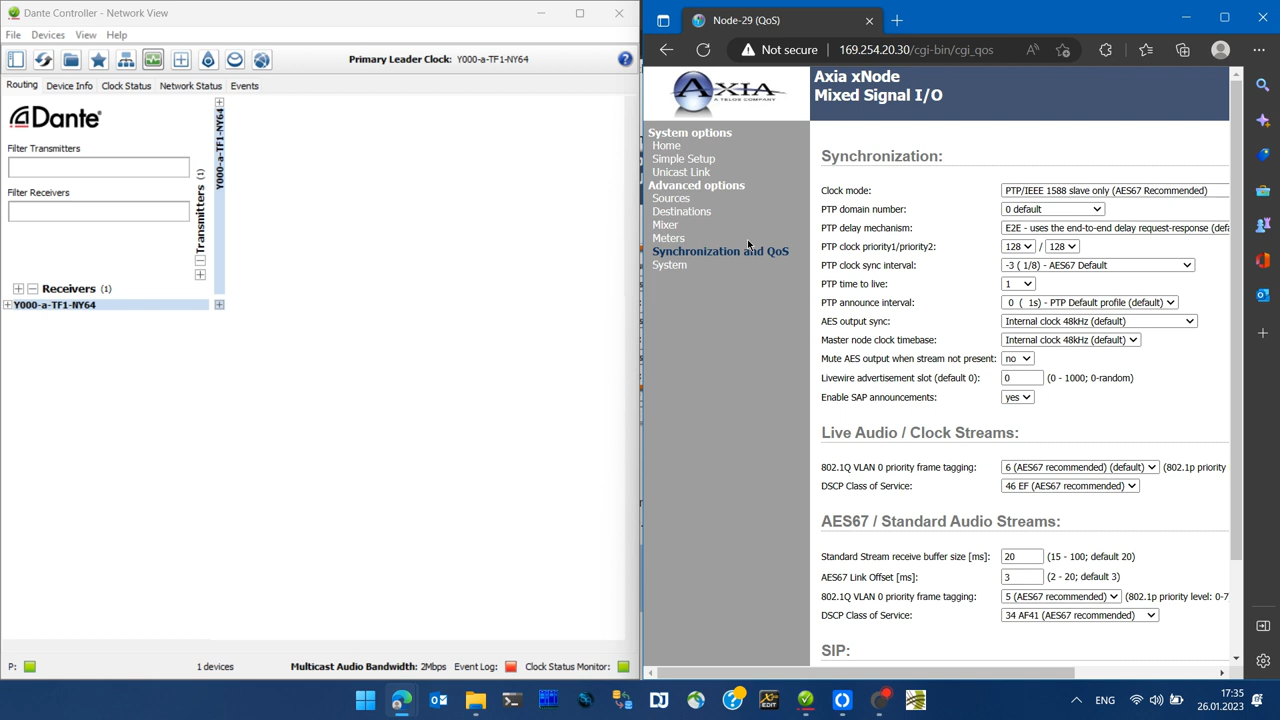 Dante Controller - Network View
File Devices View Help
Primary Leader Clock: Y000-a-TF1-NY64
Routing Device Info Clock Status Network Status Events
Dante
Filter Transmitters
Filter Receivers
Transmitters (1)
Y000-a-TF1-NY64
Receivers (1)
Y000-a-TF1-NY64
P:
1 devices
Multicast Audio Bandwidth: 2Mbps
Event Log:
Clock Status Monitor:
Node-29 (QoS)
Not secure 169.254.20.30/cgi-bin/cgi_qos
AXIA
A TELOS COMPANY
Axia xNode
Mixed Signal I/O
System options
Home
Simple Setup
Unicast Link
Advanced options
Sources
Destinations
Mixer
Meters
Synchronization and QoS
System
Synchronization:
Clock mode: PTP/IEEE 1588 slave only (AES67 Recommended)
PTP domain number: 0 default
PTP delay mechanism: E2E - uses the end-to-end delay request-response (defa
PTP clock priority1/priority2: 128 / 128
PTP clock sync interval: -3 ( 1/8) - AES67 Default
PTP time to live: 1
PTP announce interval: 0 ( 1s) - PTP Default profile (default)
AES output sync: Internal clock 48kHz (default)
Master node clock timebase: Internal clock 48kHz (default)
Mute AES output when stream not present: no
Livewire advertisement slot (default 0): 0 (0 - 1000; 0-random)
Enable SAP announcements: yes
Live Audio / Clock Streams:
802.1Q VLAN 0 priority frame tagging: 6 (AES67 recommended) (default) (802.1p priority
DSCP Class of Service: 46 EF (AES67 recommended)
AES67 / Standard Audio Streams:
Standard Stream receive buffer size [ms]: 20 (15 - 100; default 20)
AES67 Link Offset [ms]: 3 (2 - 20; default 3)
802.1Q VLAN 0 priority frame tagging: 5 (AES67 recommended) (802.1p priority level: 0-7
DSCP Class of Service: 34 AF41 (AES67 recommended)
SIP:
EDIT
ENG
17:35
26.01.2023